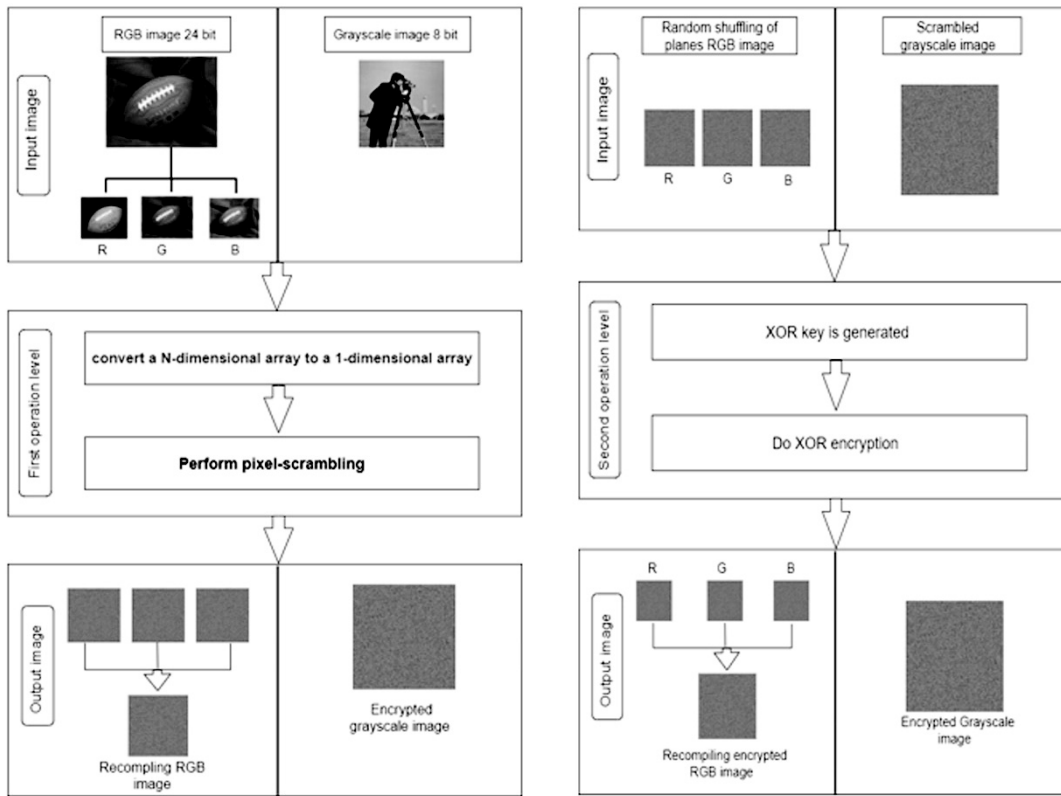 RGB image 24 bit
Grayscale image 8 bit
Input image
R
G
B
First operation level
convert a N-dimensional array to a 1-dimensional array
Perform pixel-scrambling
Output image
Recompling RGB
image
Encrypted
grayscale image
Random shuffling of
planes RGB image
Scrambled
grayscale image
Input image
R
G
B
Second operation level
XOR key is generated
Do XOR encryption
Output image
R
G
B
Recompiling encrypted
RGB image
Encrypted Grayscale
image